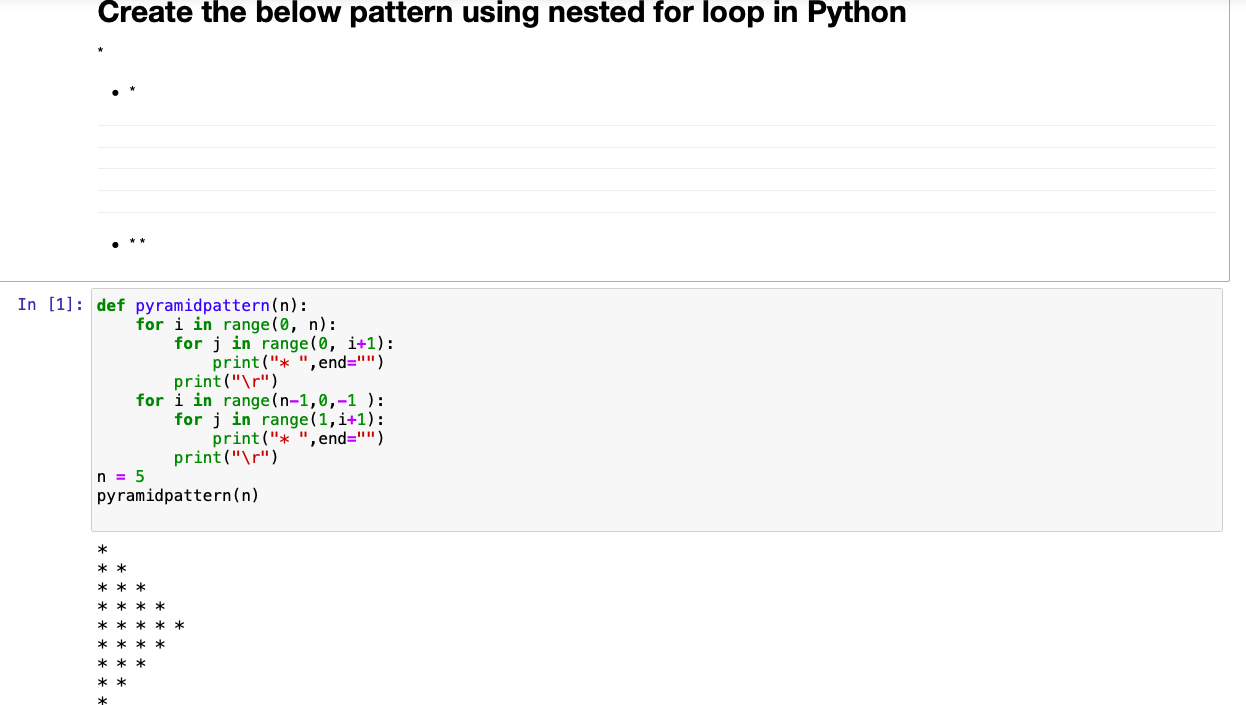 Create the below pattern using nested for loop in Python
*
• *
• * *
In [1]:
def pyramidpattern(n):
    for i in range(0, n):
        for j in range(0, i+1):
            print("* ",end="")
        print("\r")
    for i in range(n-1,0,-1 ):
        for j in range(1,i+1):
            print("* ",end="")
        print("\r")
n = 5
pyramidpattern(n)
*
* *
* * *
* * * *
* * * * *
* * * *
* * *
* *
*